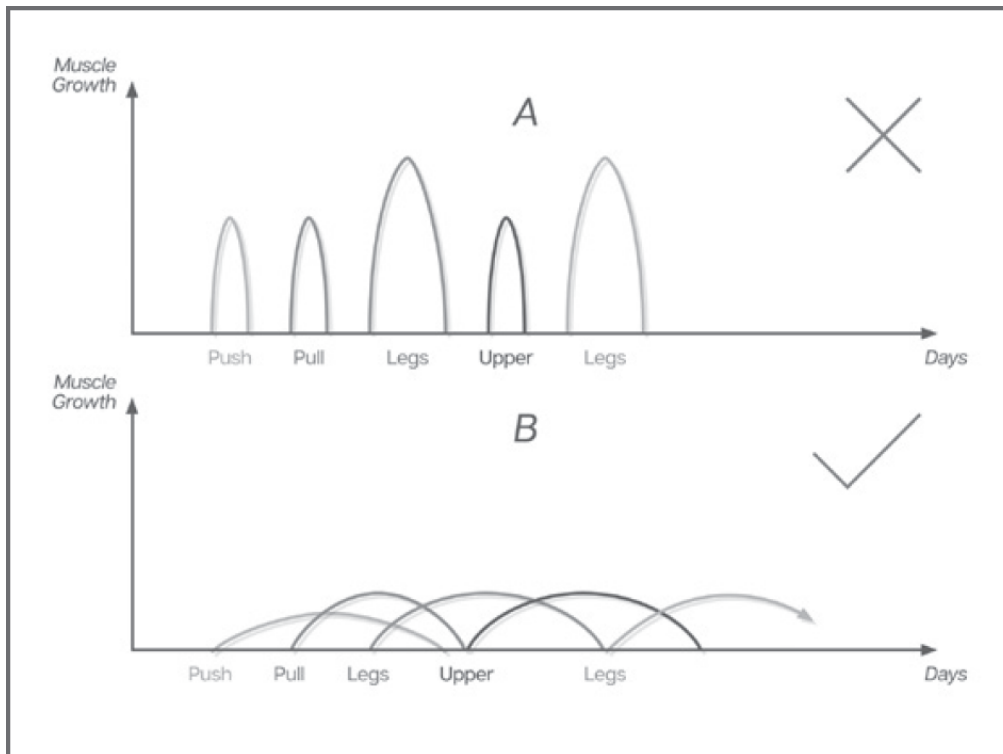 Muscle
Growth
A
Push Pull Legs Upper Legs Days
Muscle
Growth
B
Push Pull Legs Upper Legs Days